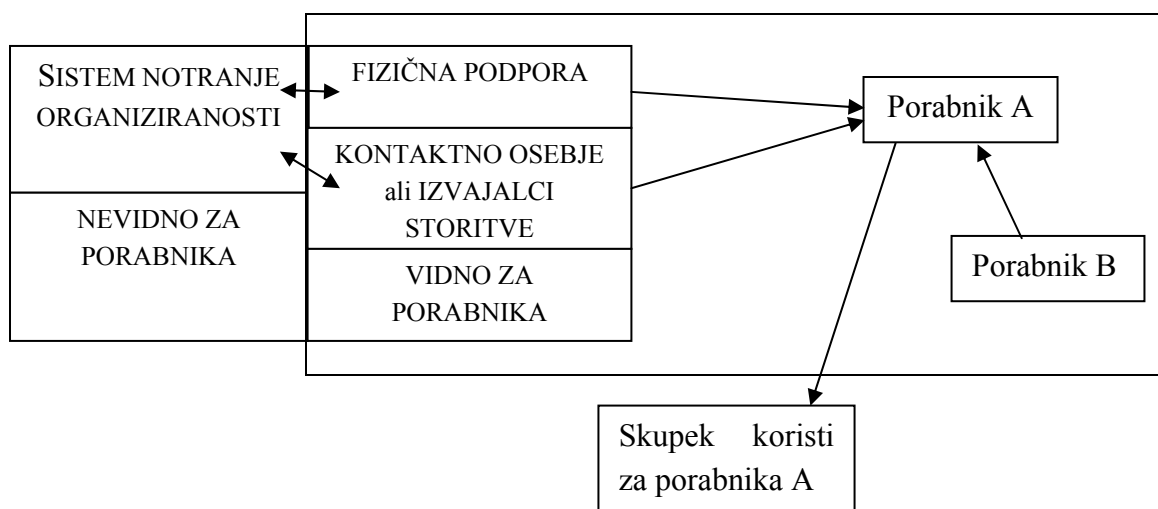 SISTEM NOTRANJE
ORGANIZIRANOSTI
NEVIDNO ZA
PORABNIKA
FIZIČNA PODPORA
KONTAKTNO OSEBJE
ali IZVAJALCI
STORITVE
VIDNO ZA
PORABNIKA
Porabnik A
Porabnik B
Skupek koristi
za porabnika A